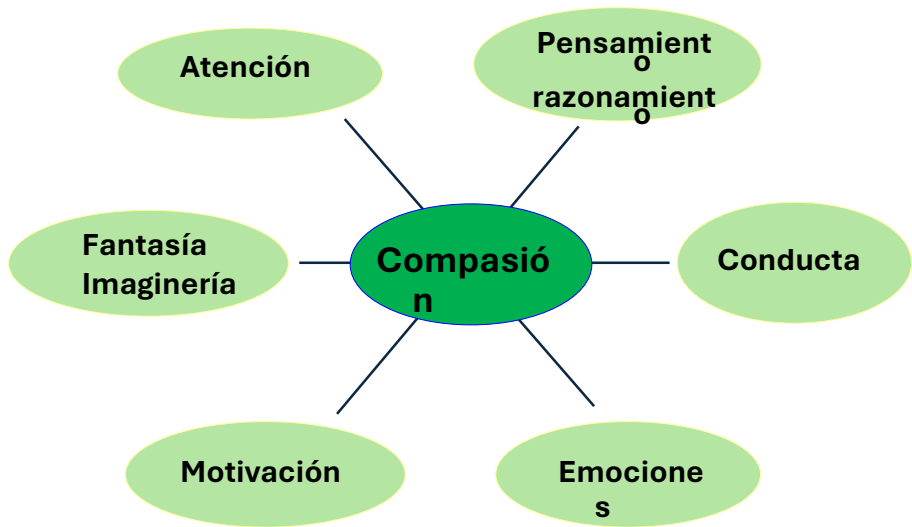 Atención
Pensamient
o
razonamient
o
Fantasía
Imaginería
Compasió
n
Conducta
Motivación
Emocione
s